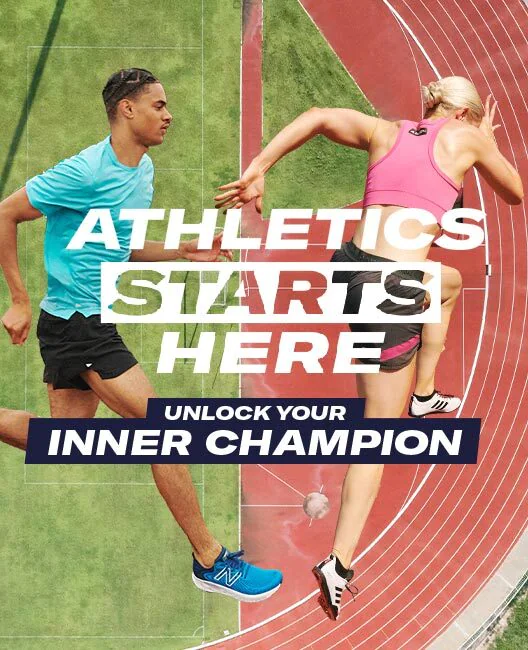 ATHLETICS
STARTS
HERE
UNLOCK YOUR
INNER CHAMPION
N